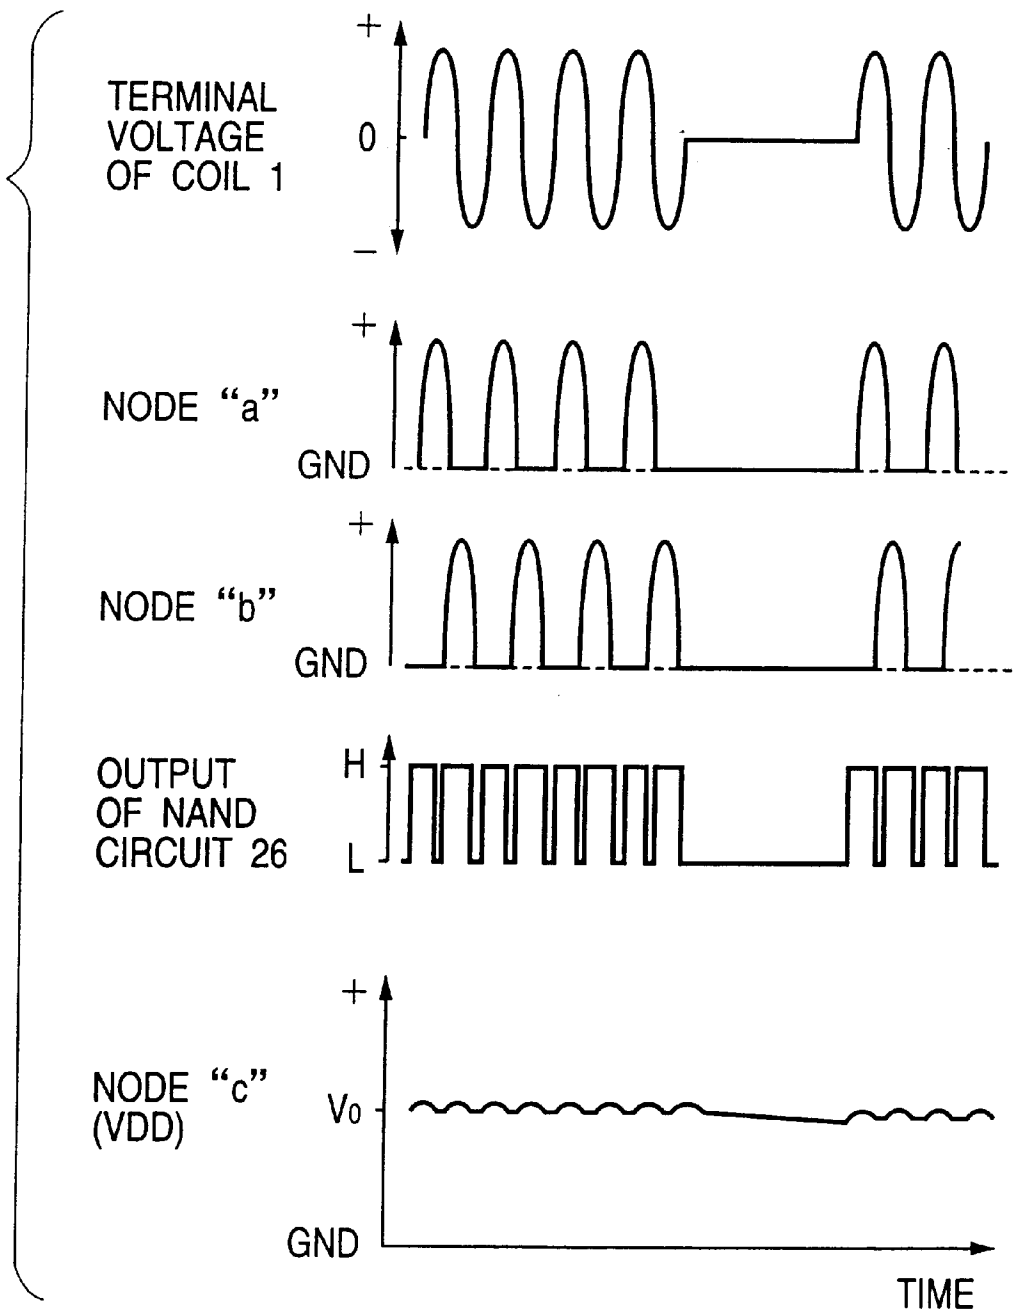 +
TERMINAL
VOLTAGE
OF COIL 1
0
−
+
NODE “a”
GND
+
NODE “b”
GND
OUTPUT
OF NAND
CIRCUIT 26
H
L
+
NODE “c”
(VDD)
V0
GND
TIME